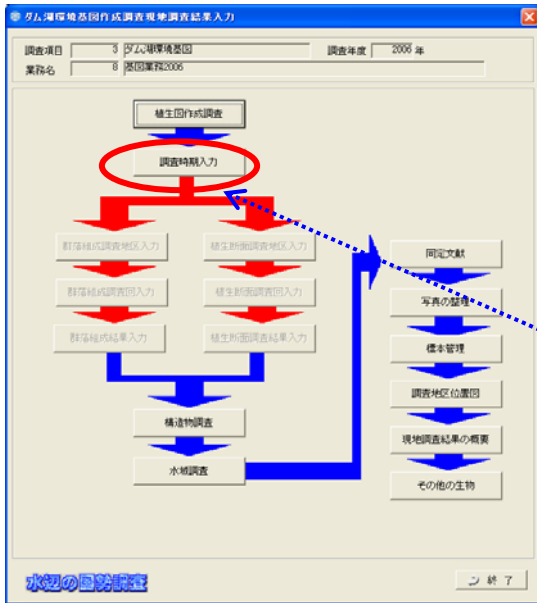 ダム湖環境基図作成調査現地調査結果入力
調査項目 3 ダム湖環境基図 調査年度 2006 年
業務名 8 基図業務2006
植生図作成調査
調査時期入力
群落組成調査地区入力 植生断面調査地区入力
群落組成調査回入力 植生断面調査回入力
群落組成結果入力 植生断面調査結果入力
構造物調査
水域調査
同定文献
写真の整理
標本管理
調査地区位置図
現地調査結果の概要
その他の生物
水辺の国勢調査
終 了